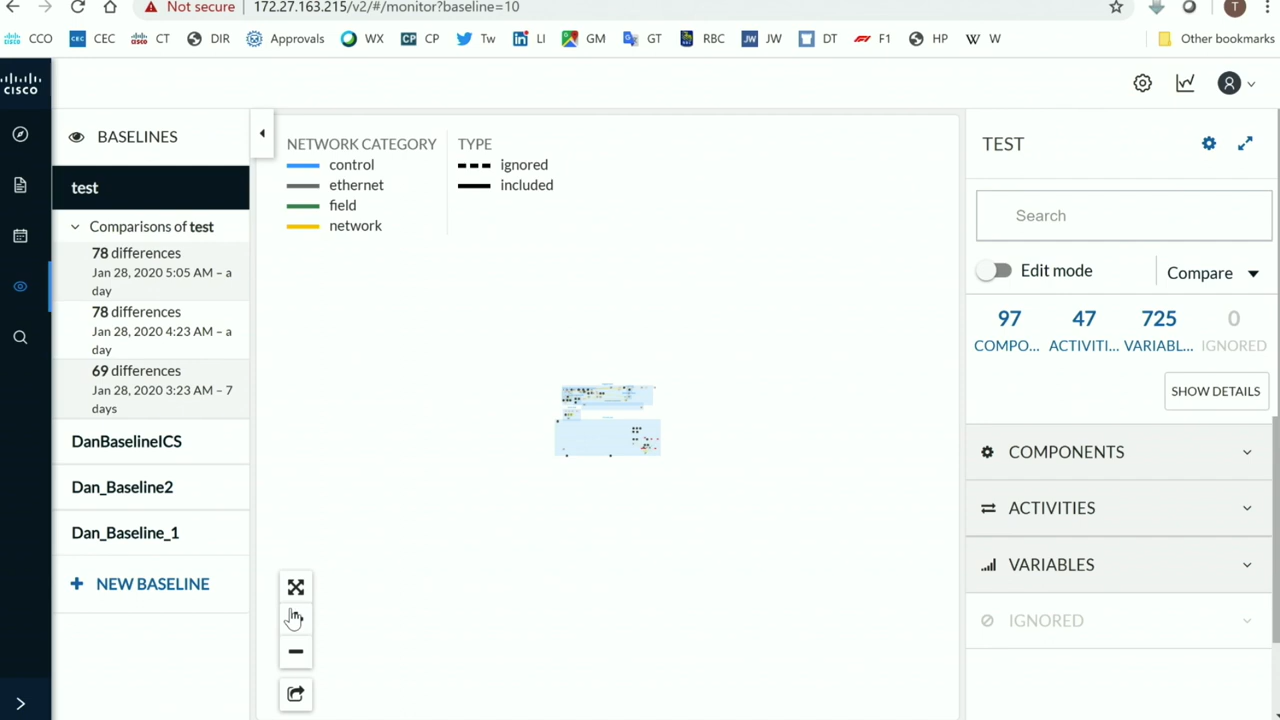 Not secure
172.27.163.215/v2/#/monitor?baseline=10
T
CCO
CEC CEC
CT
DIR
Approvals
WX
CP CP
Tw
LI
GM
GT
RBC
JW JW
DT
F1
HP
W W
Other bookmarks
CISCO
BASELINES
test
Comparisons of test
78 differences
Jan 28, 2020 5:05 AM – a
day
78 differences
Jan 28, 2020 4:23 AM – a
day
69 differences
Jan 28, 2020 3:23 AM – 7
days
DanBaselineICS
Dan_Baseline2
Dan_Baseline_1
+ NEW BASELINE
NETWORK CATEGORY
control
ethernet
field
network
TYPE
ignored
included
TEST
Search
Edit mode
Compare
97
COMPO...
47
ACTIVITI...
725
VARIABL...
0
IGNORED
SHOW DETAILS
COMPONENTS
ACTIVITIES
VARIABLES
IGNORED